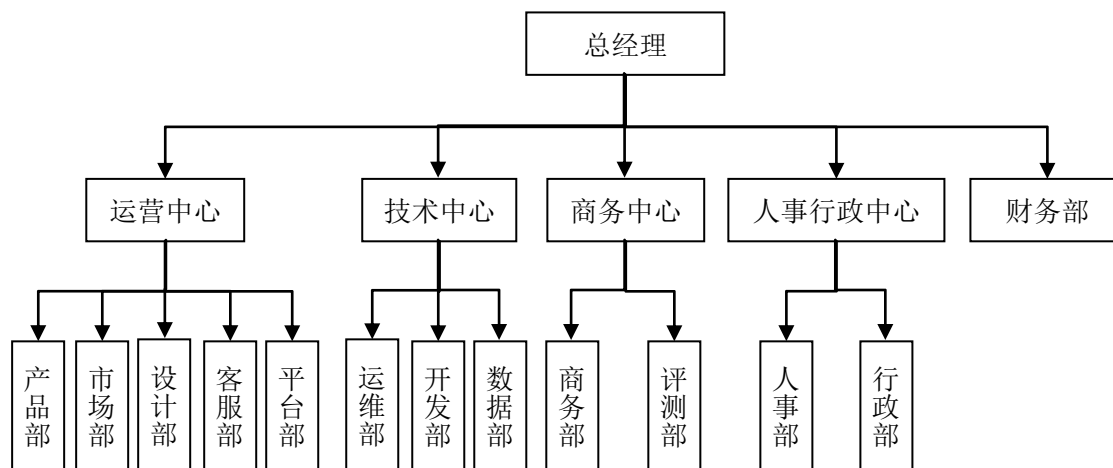 总经理
运营中心
技术中心
商务中心
人事行政中心
财务部
产品部
市场部
设计部
客服部
平台部
运维部
开发部
数据部
商务部
评测部
人事部
行政部